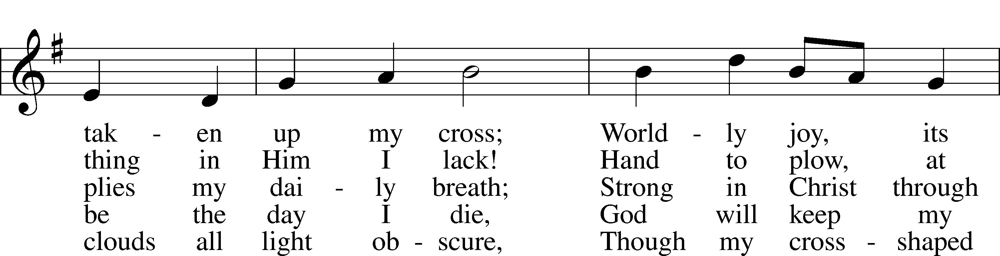 tak - en up my cross; World - ly joy, its
thing in Him I lack! Hand to plow, at
plies my dai - ly breath; Strong in Christ through
be the day I die, God will keep my
clouds all light ob - scure, Though my cross - shaped